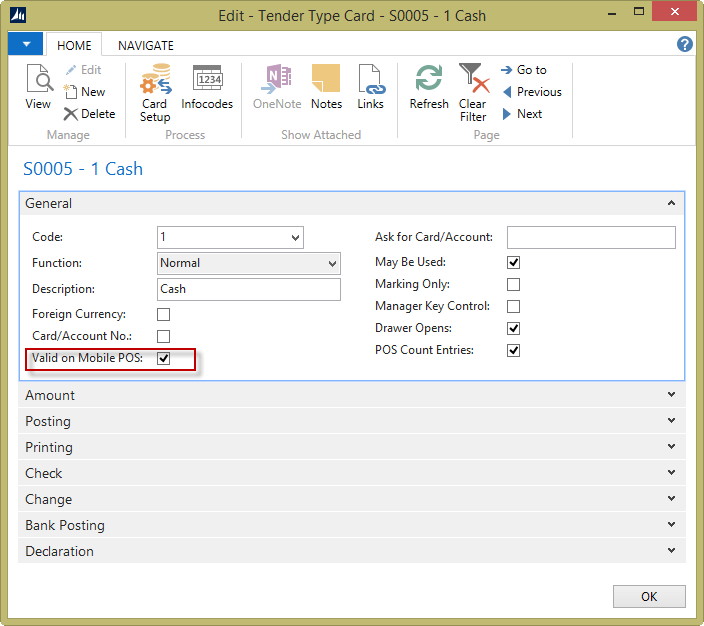 Edit - Tender Type Card - S0005 - 1 Cash
HOME NAVIGATE
View
Edit
New
Delete
Manage
Card
Setup
1234
Infocodes
Process
N
OneNote
Notes
Links
Show Attached
Refresh
Clear
Filter
Go to
Previous
Next
Page
?
S0005 - 1 Cash
General
Code: 1
Function: Normal
Description: Cash
Foreign Currency:
Card/Account No.:
Valid on Mobile POS:
Ask for Card/Account:
May Be Used:
Marking Only:
Manager Key Control:
Drawer Opens:
POS Count Entries:
Amount
Posting
Printing
Check
Change
Bank Posting
Declaration
OK